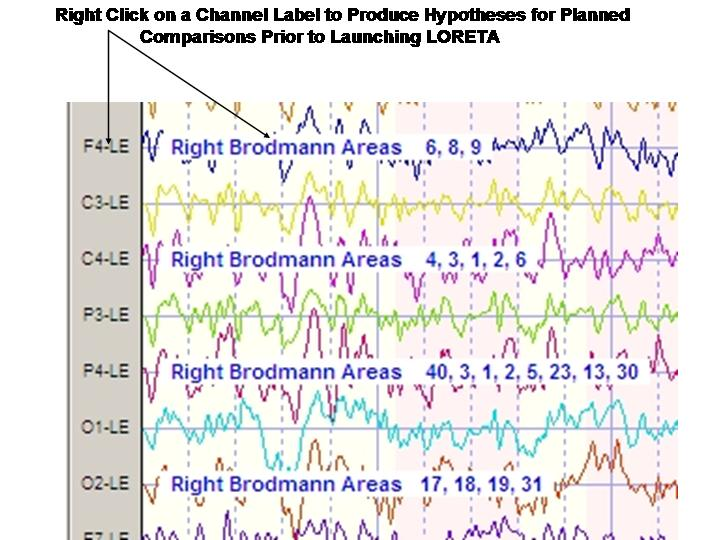 Right Click on a Channel Label to Produce Hypotheses for Planned
Comparisons Prior to Launching LORETA
F4-LE Right Brodmann Areas 6, 8, 9
C3-LE
C4-LE Right Brodmann Areas 4, 3, 1, 2, 6
P3-LE
P4-LE Right Brodmann Areas 40, 3, 1, 2, 5, 23, 13, 30
O1-LE
O2-LE Right Brodmann Areas 17, 18, 19, 31
F7-LE